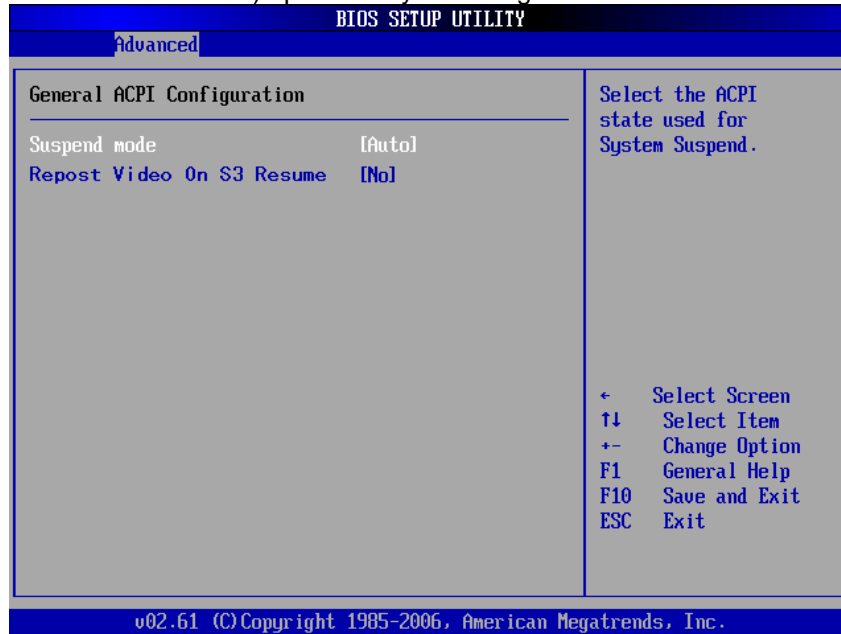 BIOS SETUP UTILITY
Advanced
General ACPI Configuration
Suspend mode [Auto]
Repost Video On S3 Resume [No]
Select the ACPI
state used for
System Suspend.
← Select Screen
↑↓ Select Item
+- Change Option
F1 General Help
F10 Save and Exit
ESC Exit
v02.61 (C)Copyright 1985-2006, American Megatrends, Inc.